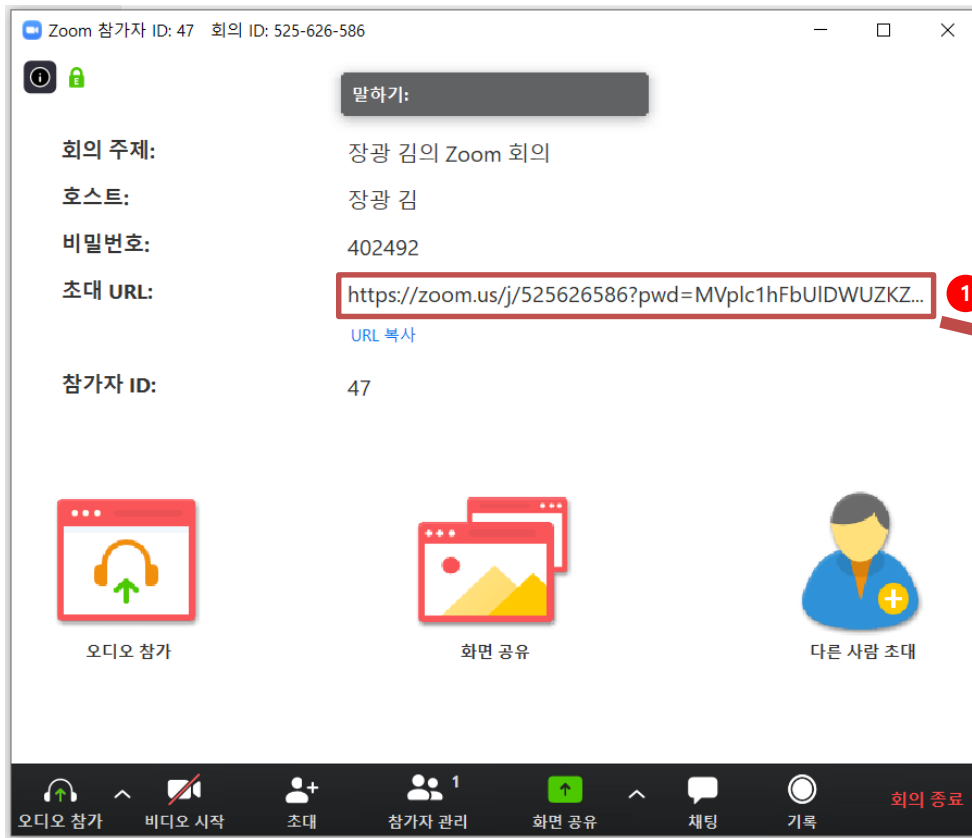 Zoom 참가자 ID: 47 회의 ID: 525-626-586
말하기:
회의 주제: 장광 김의 Zoom 회의
호스트: 장광 김
비밀번호: 402492
초대 URL: https://zoom.us/j/525626586?pwd=MVplc1hFbUlDWUZKZ...
1
URL 복사
참가자 ID: 47
오디오 참가 화면 공유 다른 사람 초대
1
오디오 참가 비디오 시작 초대 참가자 관리 화면 공유 채팅 기록 회의 종료